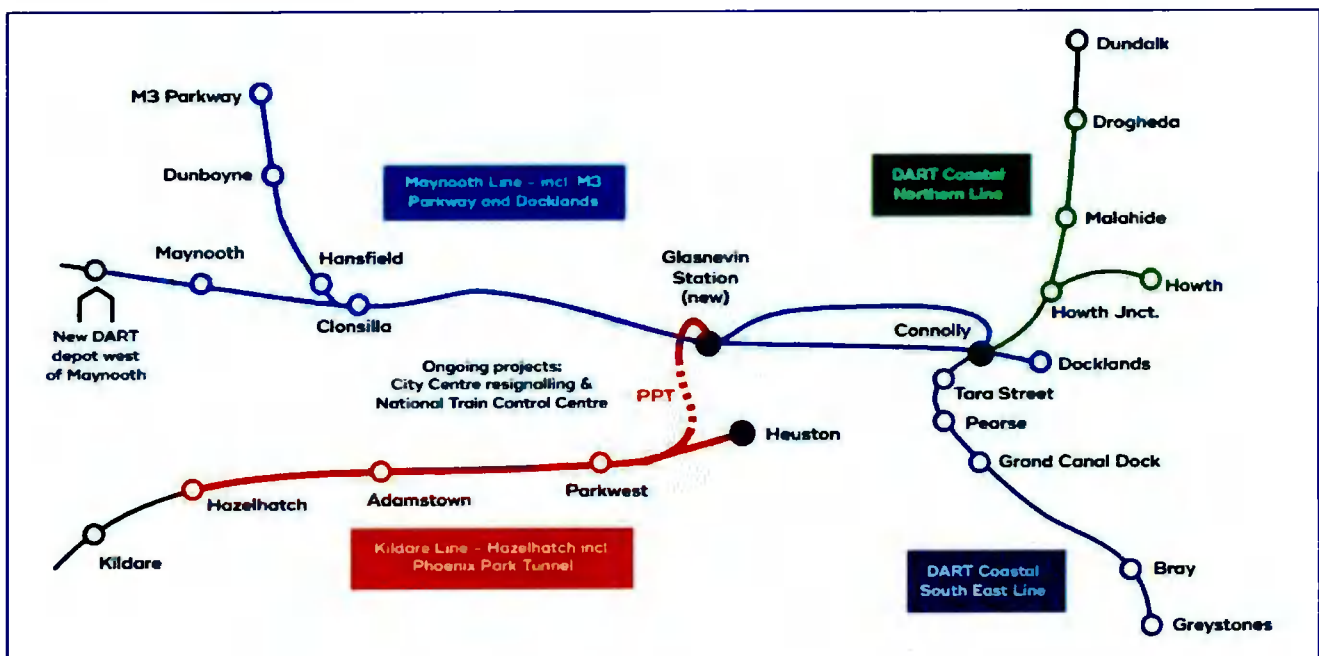 Dundalk
M3 Parkway
Drogheda
Dunboyne
Maynooth Line - incl M3
Parkway and Docklands
DART Coastal
Northern Line
Malahide
Maynooth
Hansfield
Glasnevin
Station
(new)
Howth
Howth Jnct.
Clonsilla
Connolly
New DART
depot west
of Maynooth
Docklands
Ongoing projects:
City Centre resignalling &
National Train Control Centre
PPT
Tara Street
Pearse
Heuston
Grand Canal Dock
Parkwest
Adamstown
Hazelhatch
Kildare
Kildare Line - Hazelhatch incl
Phoenix Park Tunnel
DART Coastal
South East Line
Bray
Greystones